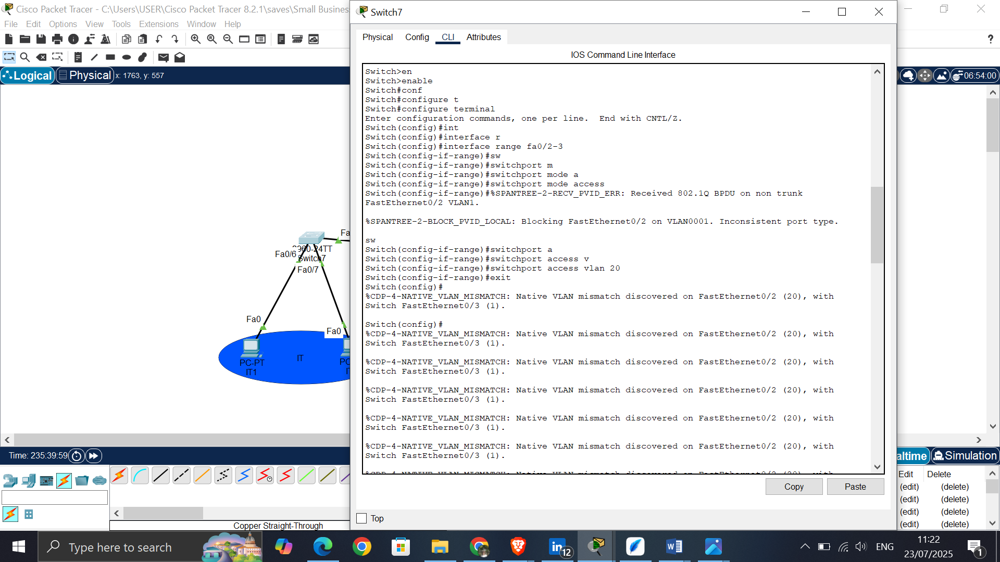 Cisco Packet Tracer - C:\Users\USER\Cisco Packet Tracer 8.2.1\saves\Small Business
File Edit Options View Tools Extensions Window Help
Logical
Physical
x: 1763, y: 557
06:54:00
Switch7
Physical Config CLI Attributes
IOS Command Line Interface
Switch>en
Switch>enable
Switch#conf
Switch#configure t
Switch#configure terminal
Enter configuration commands, one per line. End with CNTL/Z.
Switch(config)#int
Switch(config)#interface r
Switch(config)#interface range fa0/2-3
Switch(config-if-range)#sw
Switch(config-if-range)#switchport m
Switch(config-if-range)#switchport mode a
Switch(config-if-range)#switchport mode access
Switch(config-if-range)#%SPANTREE-2-RECV_PVID_ERR: Received 802.1Q BPDU on non trunk
FastEthernet0/2 VLAN1.
%SPANTREE-2-BLOCK_PVID_LOCAL: Blocking FastEthernet0/2 on VLAN0001. Inconsistent port type.
sw
Switch(config-if-range)#switchport a
Switch(config-if-range)#switchport access v
Switch(config-if-range)#switchport access vlan 20
Switch(config-if-range)#exit
Switch(config)#
%CDP-4-NATIVE_VLAN_MISMATCH: Native VLAN mismatch discovered on FastEthernet0/2 (20), with
Switch FastEthernet0/3 (1).
Switch(config)#
%CDP-4-NATIVE_VLAN_MISMATCH: Native VLAN mismatch discovered on FastEthernet0/2 (20), with
Switch FastEthernet0/3 (1).
%CDP-4-NATIVE_VLAN_MISMATCH: Native VLAN mismatch discovered on FastEthernet0/2 (20), with
Switch FastEthernet0/3 (1).
%CDP-4-NATIVE_VLAN_MISMATCH: Native VLAN mismatch discovered on FastEthernet0/2 (20), with
Switch FastEthernet0/3 (1).
%CDP-4-NATIVE_VLAN_MISMATCH: Native VLAN mismatch discovered on FastEthernet0/2 (20), with
Switch FastEthernet0/3 (1).
%CDP-4-NATIVE_VLAN_MISMATCH: Native VLAN mismatch discovered on FastEthernet0/2 (20), with
Switch FastEthernet0/3 (1).
%CDP-4-NATIVE_VLAN_MISMATCH: Native VLAN mismatch discovered on FastEthernet0/2 (20), with
Copy
Paste
Top
Fa
960-24TT
Switch7
Fa0/6
Fa0/7
Fa0
Fa0
PC-PT
IT1
IT
PC
Time: 235:39:59
altime
Simulation
Edit Delete
(edit) (delete)
(edit) (delete)
(edit) (delete)
(edit) (delete)
Copper Straight-Through
Type here to search
12
ENG
11:22
23/07/2025
1